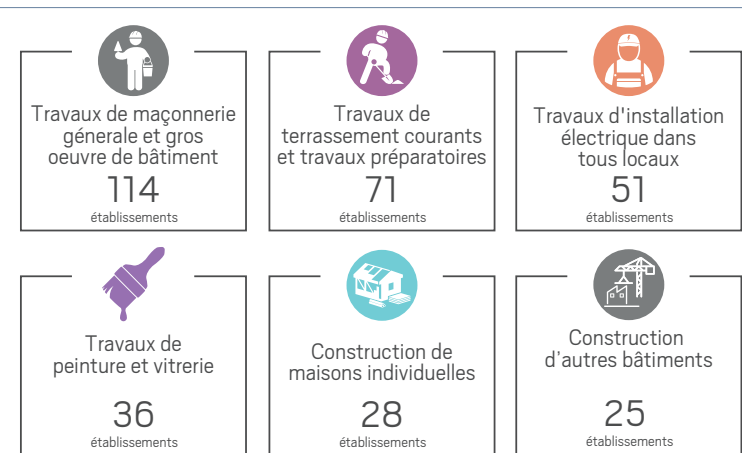 Travaux de maçonnerie
génerale et gros
oeuvre de bâtiment
114
établissements
Travaux de
terrassement courants
et travaux préparatoires
71
établissements
Travaux d'installation
électrique dans
tous locaux
51
établissements
Travaux de
peinture et vitrerie
36
établissements
Construction de
maisons individuelles
28
établissements
Construction
d'autres bâtiments
25
établissements